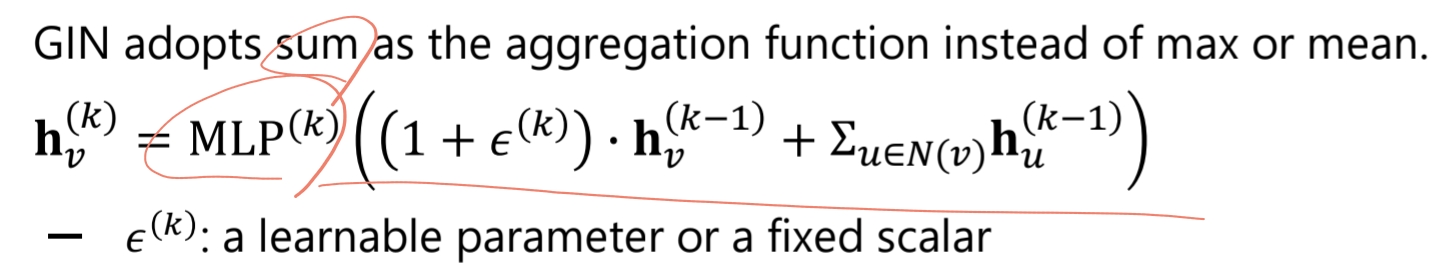 GIN adopts sum as the aggregation function instead of max or mean.
𝐡_v^(k) = MLP^(k)((1 + ϵ^(k)) · 𝐡_v^(k−1) + Σ_{u∈N(v)} 𝐡_u^(k−1))
– ϵ^(k): a learnable parameter or a fixed scalar